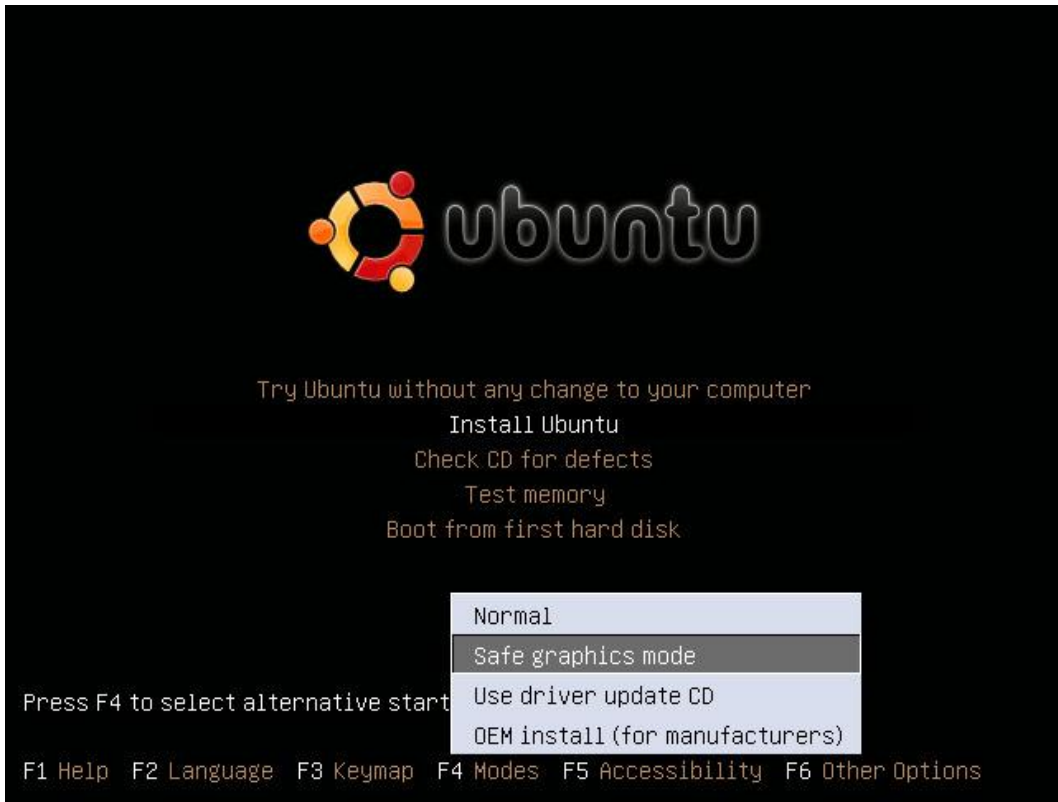 ubuntu
Try Ubuntu without any change to your computer
Install Ubuntu
Check CD for defects
Test memory
Boot from first hard disk
Normal
Safe graphics mode
Use driver update CD
OEM install (for manufacturers)
Press F4 to select alternative start
F1 Help F2 Language F3 Keymap F4 Modes F5 Accessibility F6 Other Options